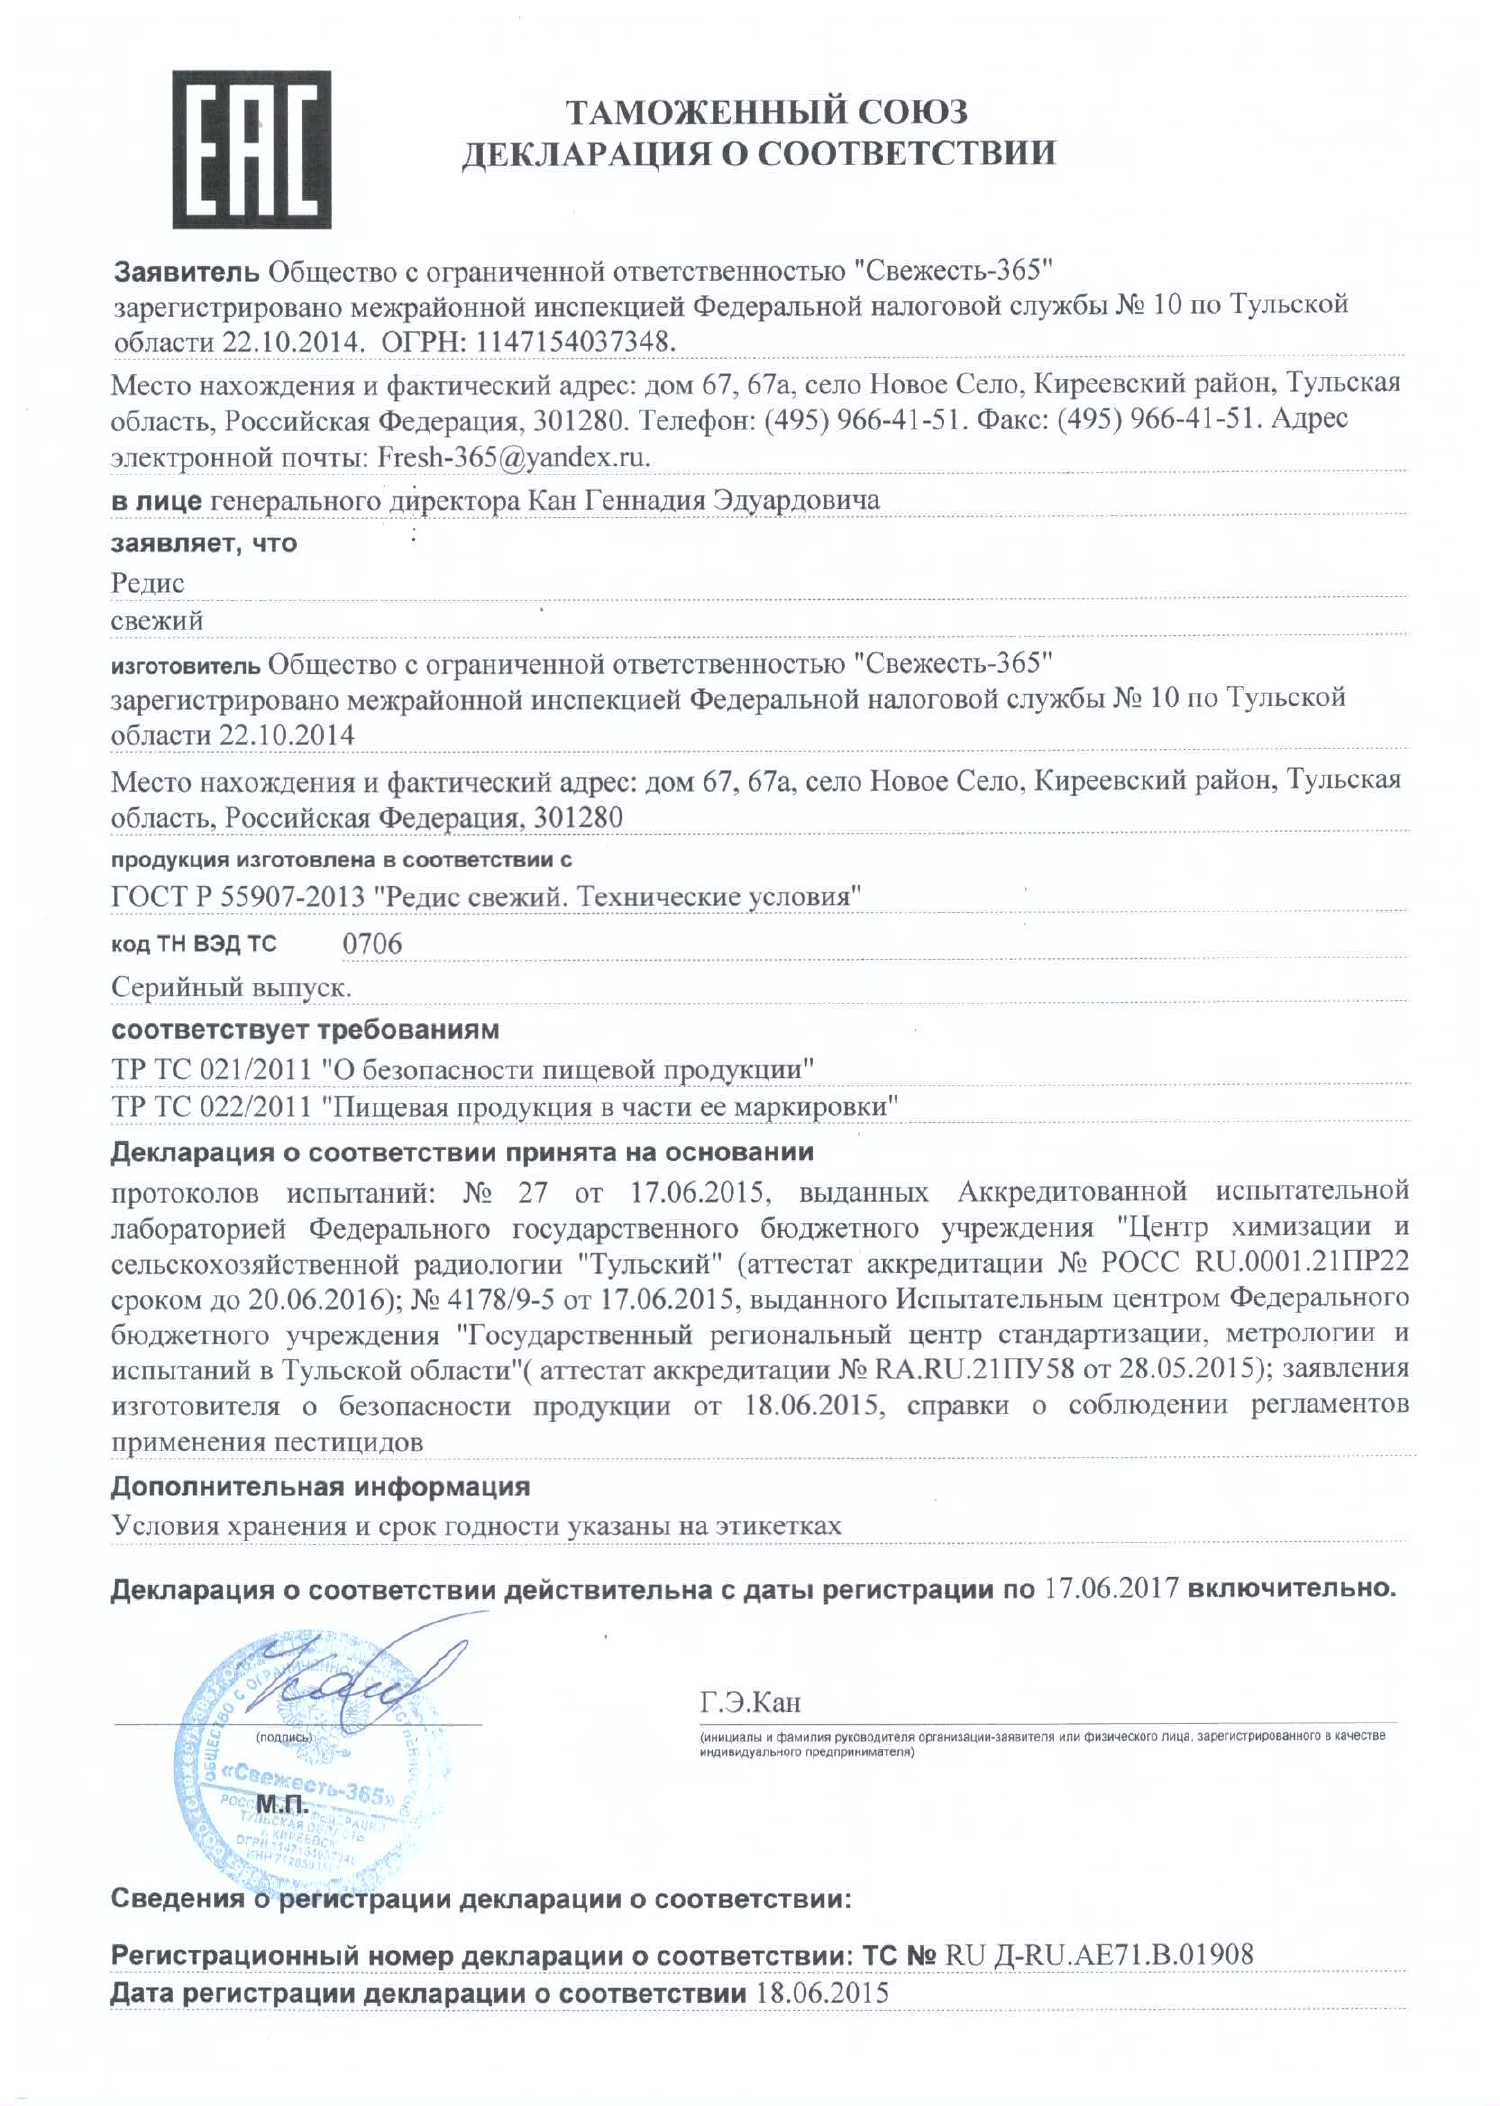 EAC
ТАМОЖЕННЫЙ СОЮЗ
ДЕКЛАРАЦИЯ О СООТВЕТСТВИИ
Заявитель Общество с ограниченной ответственностью "Свежесть-365"
зарегистрировано межрайонной инспекцией Федеральной налоговой службы № 10 по Тульской
области 22.10.2014. ОГРН: 1147154037348.
Место нахождения и фактический адрес: дом 67, 67а, село Новое Село, Киреевский район, Тульская
область, Российская Федерация, 301280. Телефон: (495) 966-41-51. Факс: (495) 966-41-51. Адрес
электронной почты: Fresh-365@yandex.ru.
в лице генерального директора Кан Геннадия Эдуардовича
заявляет, что
Редис
свежий
изготовитель Общество с ограниченной ответственностью "Свежесть-365"
зарегистрировано межрайонной инспекцией Федеральной налоговой службы № 10 по Тульской
области 22.10.2014
Место нахождения и фактический адрес: дом 67, 67а, село Новое Село, Киреевский район, Тульская
область, Российская Федерация, 301280
продукция изготовлена в соответствии с
ГОСТ Р 55907-2013 "Редис свежий. Технические условия"
код ТН ВЭД ТС 0706
Серийный выпуск.
соответствует требованиям
ТР ТС 021/2011 "О безопасности пищевой продукции"
ТР ТС 022/2011 "Пищевая продукция в части ее маркировки"
Декларация о соответствии принята на основании
протоколов испытаний: № 27 от 17.06.2015, выданных Аккредитованной испытательной
лабораторией Федерального государственного бюджетного учреждения "Центр химизации и
сельскохозяйственной радиологии "Тульский" (аттестат аккредитации № РОСС RU.0001.21ПР22
сроком до 20.06.2016); № 4178/9-5 от 17.06.2015, выданного Испытательным центром Федерального
бюджетного учреждения "Государственный региональный центр стандартизации, метрологии и
испытаний в Тульской области"( аттестат аккредитации № RA.RU.21ПУ58 от 28.05.2015); заявления
изготовителя о безопасности продукции от 18.06.2015, справки о соблюдении регламентов
применения пестицидов
Дополнительная информация
Условия хранения и срок годности указаны на этикетках
Декларация о соответствии действительна с даты регистрации по 17.06.2017 включительно.
Г.Э.Кан
(подпись)
(инициалы и фамилия руководителя организации-заявителя или физического лица, зарегистрированного в качестве
индивидуального предпринимателя)
ОБЩЕСТВО С ОГРАНИЧЕННОЙ
«Свежесть-365»
М.П.
ТУЛЬСКАЯ ОБЛАСТЬ
Сведения о регистрации декларации о соответствии:
Регистрационный номер декларации о соответствии: ТС № RU Д-RU.АЕ71.В.01908
Дата регистрации декларации о соответствии 18.06.2015